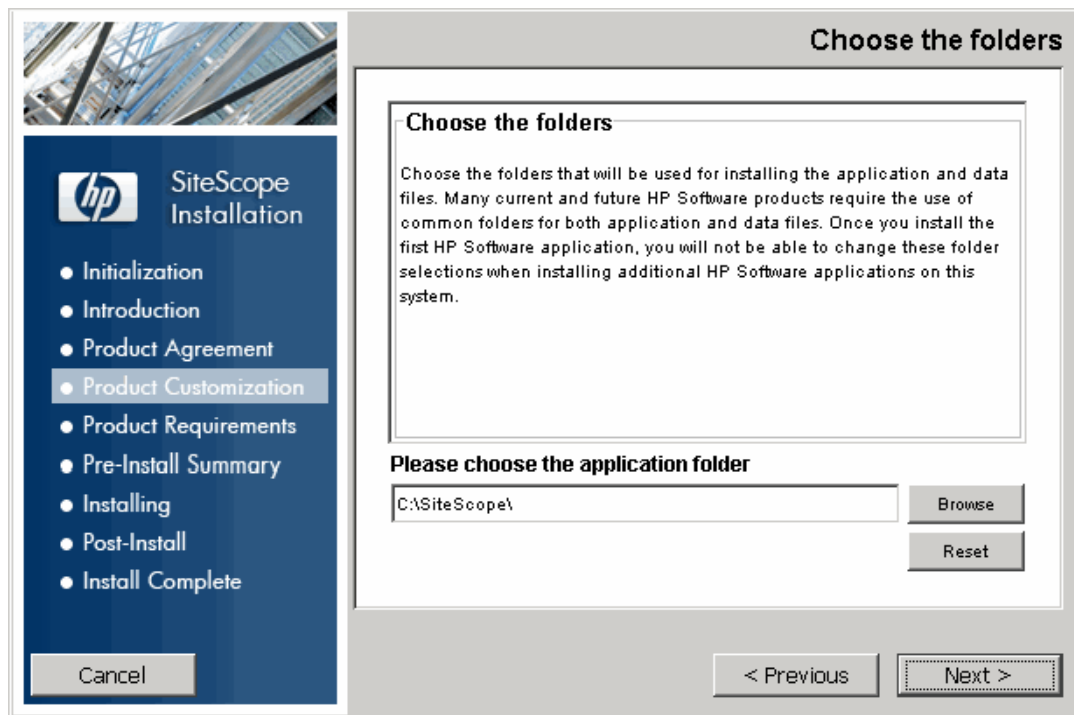 Choose the folders
hp
SiteScope
Installation
Initialization
Introduction
Product Agreement
Product Customization
Product Requirements
Pre-Install Summary
Installing
Post-Install
Install Complete
Cancel
Choose the folders
Choose the folders that will be used for installing the application and data
files. Many current and future HP Software products require the use of
common folders for both application and data files. Once you install the
first HP Software application, you will not be able to change these folder
selections when installing additional HP Software applications on this
system.
Please choose the application folder
C:\SiteScope\
Browse
Reset
< Previous
Next >